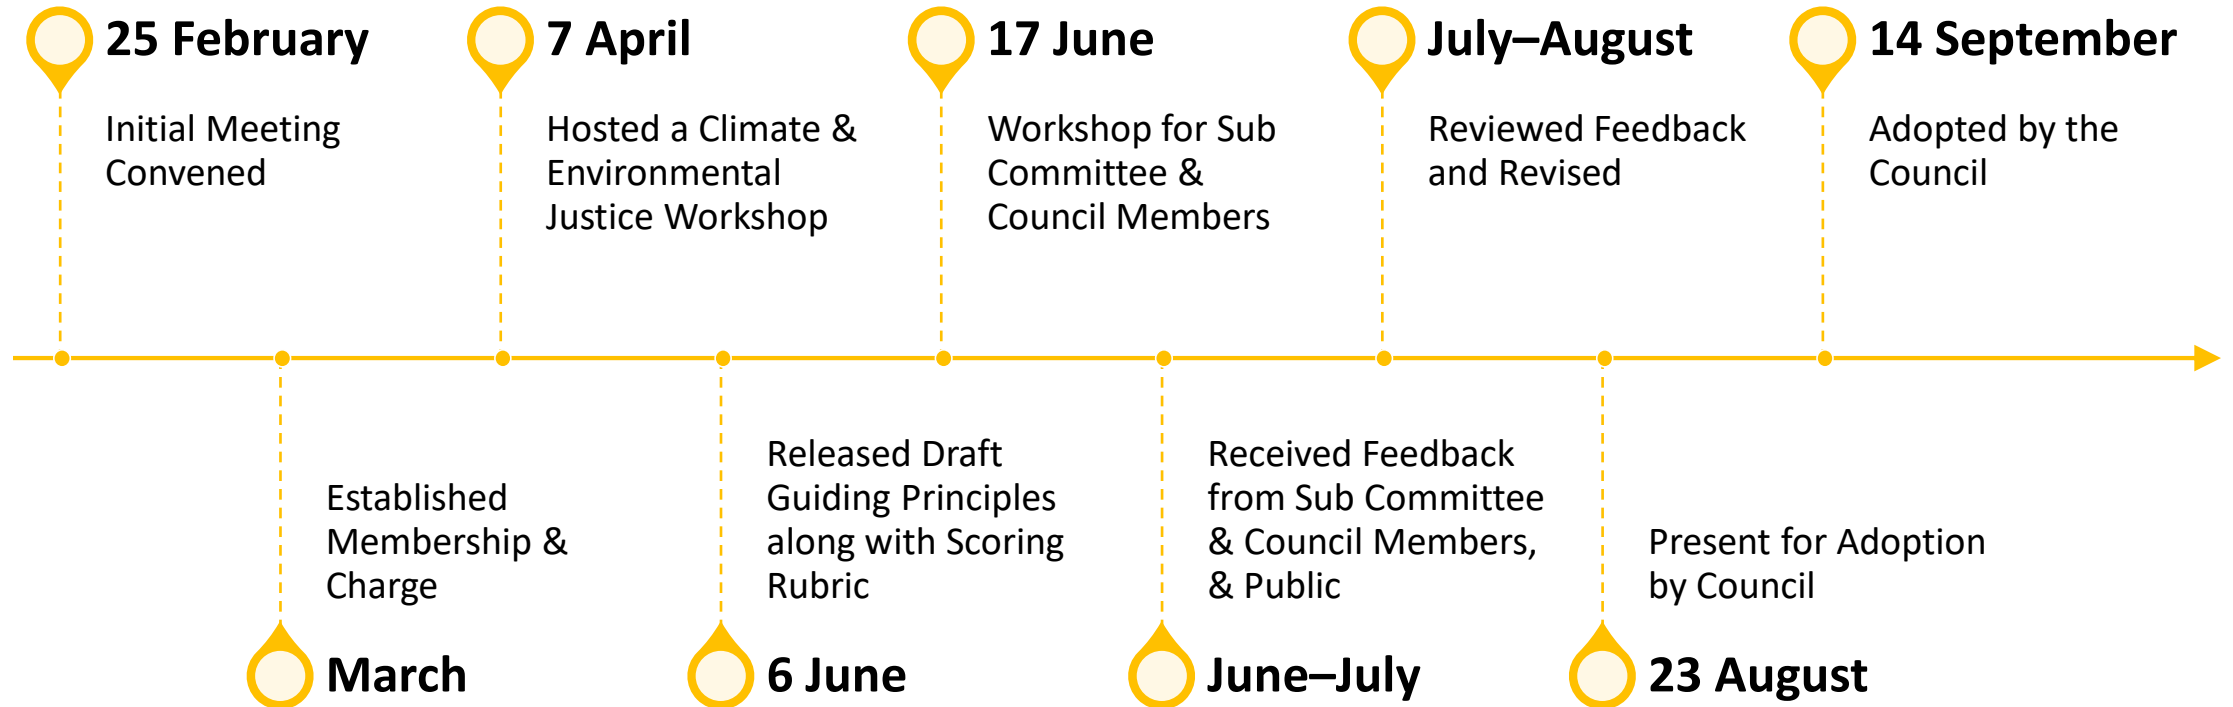 25 February
Initial Meeting
Convened
March
Established
Membership &
Charge
7 April
Hosted a Climate &
Environmental
Justice Workshop
6 June
Released Draft
Guiding Principles
along with Scoring
Rubric
17 June
Workshop for Sub
Committee &
Council Members
June–July
Received Feedback
from Sub Committee
& Council Members,
& Public
July–August
Reviewed Feedback
and Revised
23 August
Present for Adoption
by Council
14 September
Adopted by the
Council